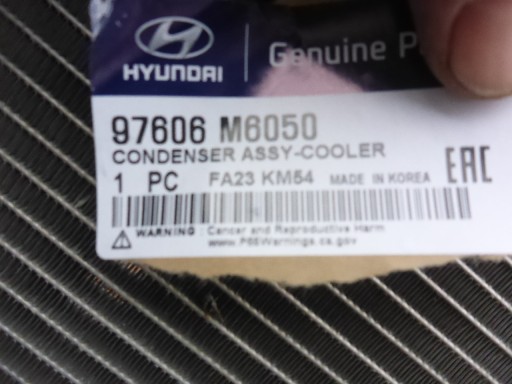 HYUNDAI
Genuine P
97606 M6050
CONDENSER ASSY-COOLER
1 PC FA23 KM54 MADE IN KOREA
EAC
WARNING : Cancer and Reproductive Harm
www.P65Warnings.ca.gov